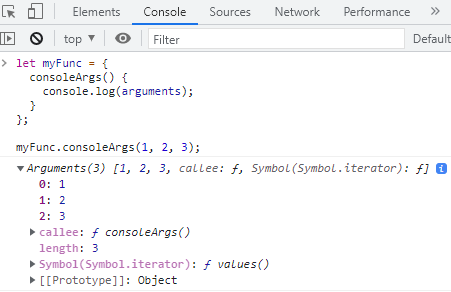 Elements Console Sources Network »
top ▼ Filter Default
> let myFunc = {
consoleArgs() {
console.log(arguments);
}
};
myFunc.consoleArgs(1, 2, 3);
▼ Arguments(3) [1, 2, 3, callee: ƒ, Symbol(Symbol.iterator): ƒ] i
0: 1
1: 2
2: 3
▶ callee: ƒ consoleArgs()
length: 3
▶ Symbol(Symbol.iterator): ƒ values()
▶ [[Prototype]]: Object